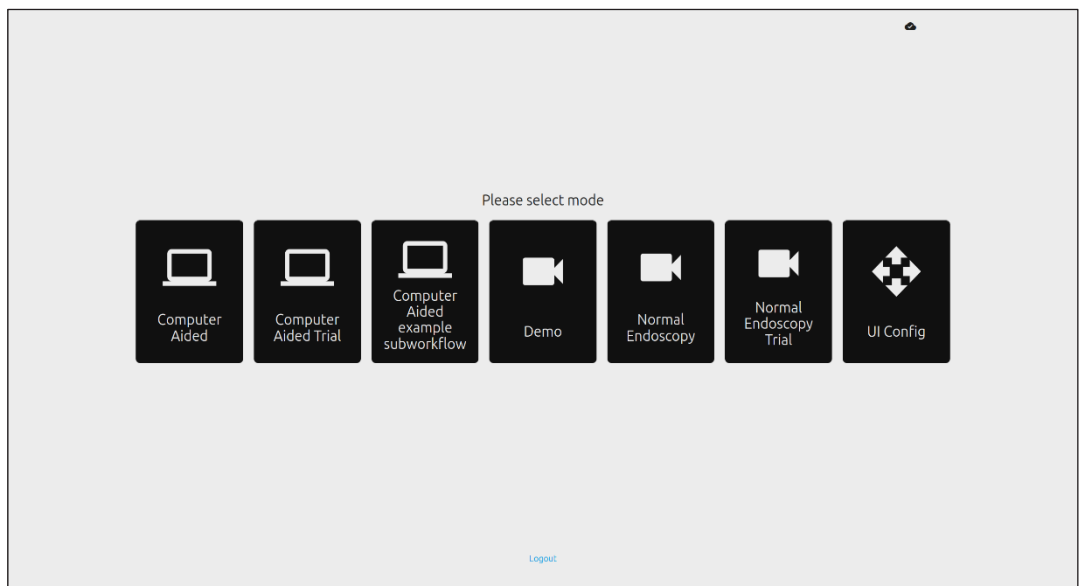 Please select mode
Computer
Aided
Computer
Aided Trial
Computer
Aided
example
subworkflow
Demo
Normal
Endoscopy
Normal
Endoscopy
Trial
UI Config
Logout